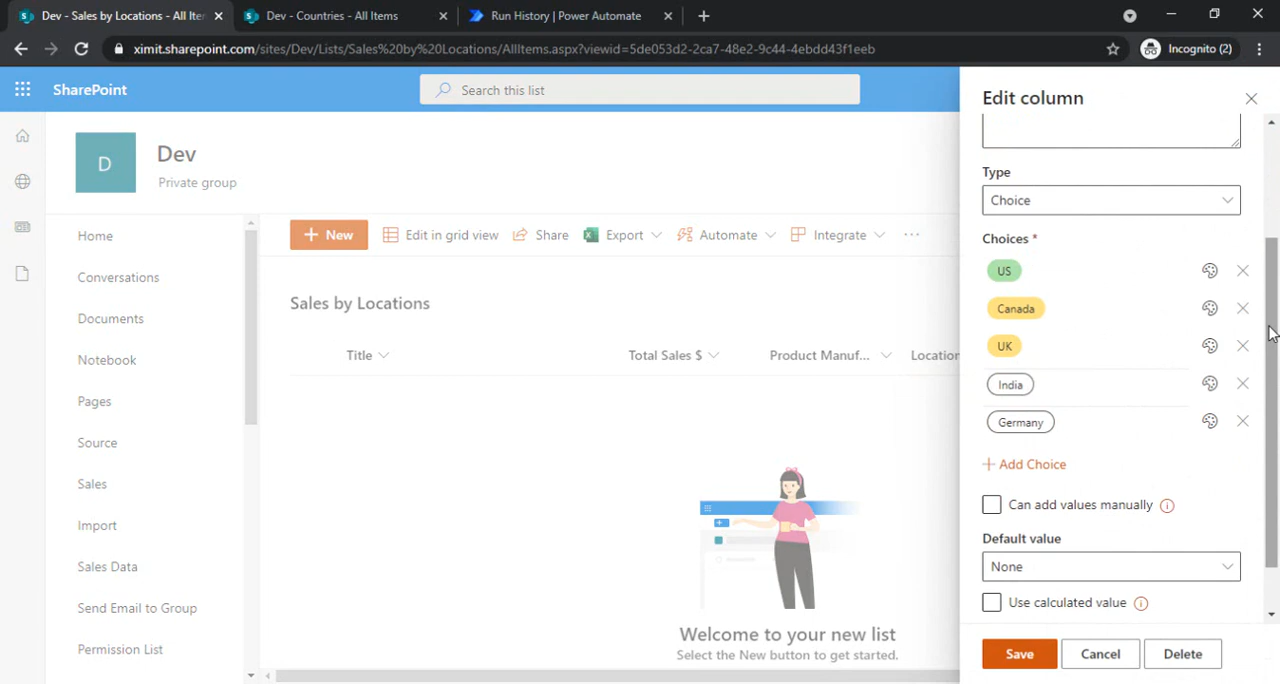 Dev - Sales by Locations - All Iter
Dev - Countries - All Items
Run History | Power Automate
ximit.sharepoint.com/sites/Dev/Lists/Sales%20by%20Locations/AllItems.aspx?viewid=5de053d2-2ca7-48e2-9c44-4ebdd43f1eeb
Incognito (2)
SharePoint
Search this list
D
Dev
Private group
Home
Conversations
Documents
Notebook
Pages
Source
Sales
Import
Sales Data
Send Email to Group
Permission List
+ New
Edit in grid view
Share
Export
Automate
Integrate
...
Sales by Locations
Title
Total Sales $
Product Manuf...
Location
Welcome to your new list
Select the New button to get started.
Edit column
Type
Choice
Choices *
US
Canada
UK
India
Germany
+ Add Choice
Can add values manually
Default value
None
Use calculated value
Save
Cancel
Delete